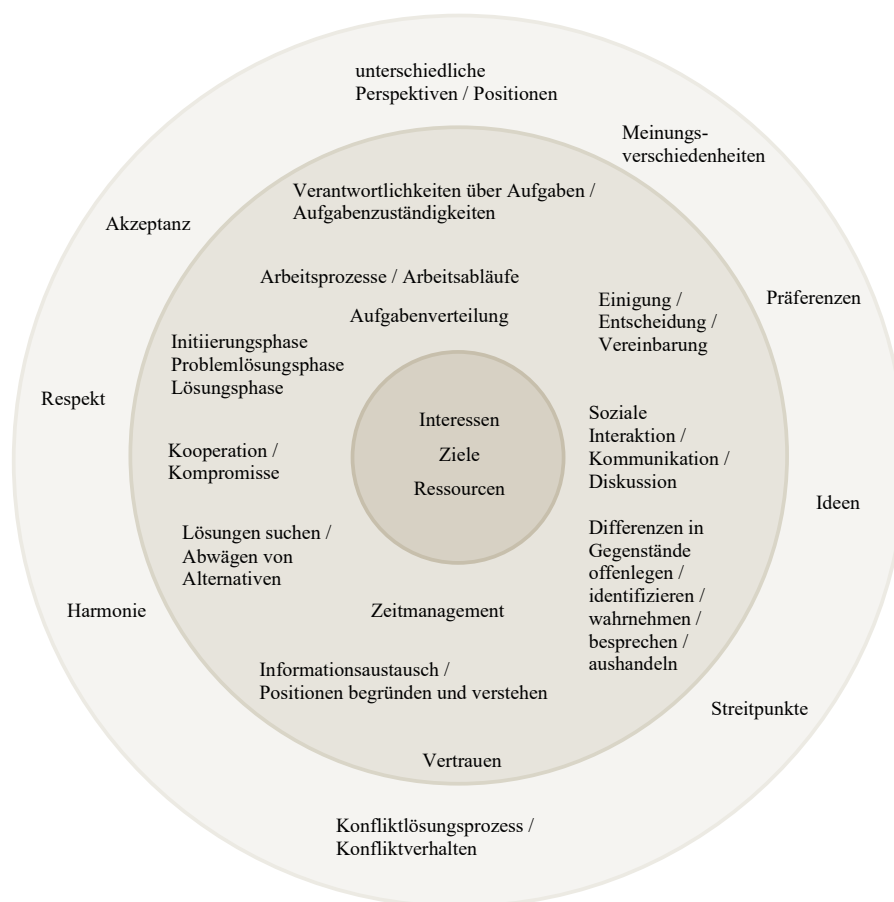 unterschiedliche
Perspektiven / Positionen
Meinungs-
verschiedenheiten
Verantwortlichkeiten über Aufgaben /
Aufgabenzuständigkeiten
Akzeptanz
Arbeitsprozesse / Arbeitsabläufe
Präferenzen
Einigung /
Entscheidung /
Vereinbarung
Aufgabenverteilung
Initiierungsphase
Problemlösungsphase
Lösungsphase
Respekt
Interessen
Ziele
Ressourcen
Soziale
Interaktion /
Kommunikation /
Diskussion
Kooperation /
Kompromisse
Ideen
Lösungen suchen /
Abwägen von
Alternativen
Differenzen in
Gegenstände
offenlegen /
identifizieren /
wahrnehmen /
besprechen /
aushandeln
Harmonie
Zeitmanagement
Informationsaustausch /
Positionen begründen und verstehen
Streitpunkte
Vertrauen
Konfliktlösungsprozess /
Konfliktverhalten